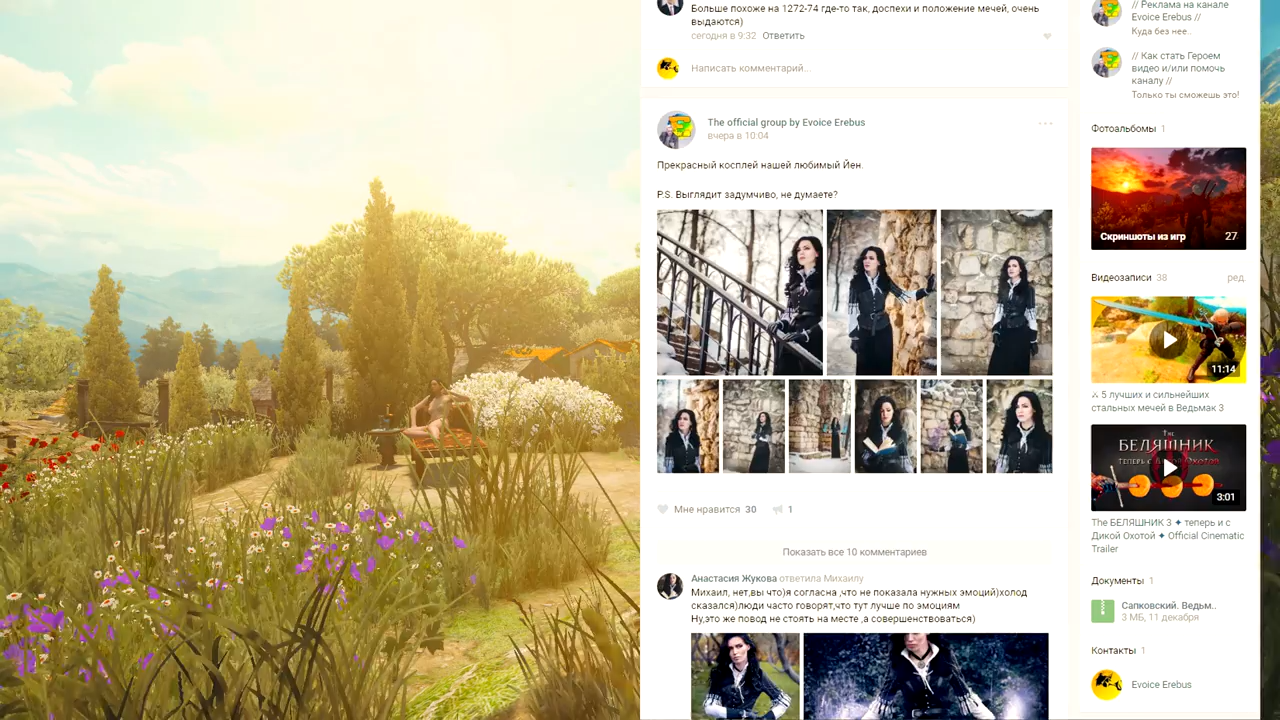 Больше похоже на 1272-74 где-то так, доспехи и положение мечей, очень
выдаются)
сегодня в 9:32 Ответить
Написать комментарий...
The official group by Evoice Erebus
вчера в 10:04
Прекрасный косплей нашей любимый Йен.
P.S. Выглядит задумчиво, не думаете?
Мне нравится 30 1
Показать все 10 комментариев
Анастасия Жукова ответила Михаилу
Михаил, нет,вы что)я согласна ,что не показала нужных эмоций)холод
сказался)люди часто говорят,что тут лучше по эмоциям
Ну,это же повод не стоять на месте ,а совершенствоваться)
// Реклама на канале
Evoice Erebus //
Куда без нее..
// Как стать Героем
видео и/или помочь
каналу //
Только ты сможешь это!
Фотоальбомы 1
Скриншоты из игр 27
Видеозаписи 38 ред.
11:14
⁂ 5 лучших и сильнейших
стальных мечей в Ведьмак 3
The
БЕЛЯШНИК
теперь с Дикой Охотой
3:01
The БЕЛЯШНИК 3 ✦ теперь и с
Дикой Охотой ✦ Official Cinematic
Trailer
Документы 1
Сапковский. Ведьм..
3 МБ, 11 декабря
Контакты 1
Evoice Erebus